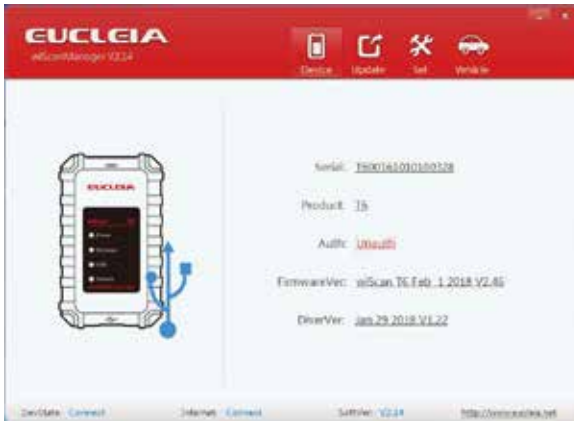 EUCLEIA
wiScanManager V2.14
Device Update Set Vehicle
EUCLEIA
Serial:
Product: T6
Auth: Unauth
FirmwareVer: wiScan T6 Feb 1 2018 V2.46
DiverVer: Jan 29 2018 V1.22
DevState: Connect Internet: Connect SoftVer: V2.14 http://www.eucleia.net